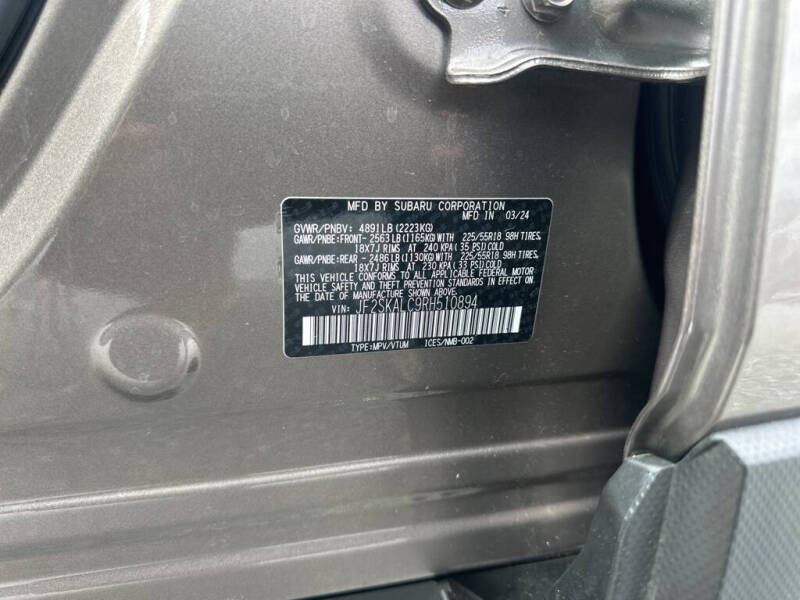 MFD BY SUBARU CORPORATION
MFD IN 03/24
GVWR/PNBV: 4891LB (2223KG)
GAWR/PNBE:FRONT- 2563LB (1165KG)WITH 225/55R18 98H TIRES,
18X7J RIMS AT 240 KPA ( 35 PSI) COLD
GAWR/PNBE:REAR - 2486LB (1130KG)WITH 225/55R18 98H TIRES,
18X7J RIMS AT 230 KPA ( 33 PSI) COLD
THIS VEHICLE CONFORMS TO ALL APPLICABLE FEDERAL MOTOR
VEHICLE SAFETY AND THEFT PREVENTION STANDARDS IN EFFECT ON
THE DATE OF MANUFACTURE SHOWN ABOVE.
VIN: JF2SKALC9RH510894
TYPE:MPV/VTUM ICES/NMB-002